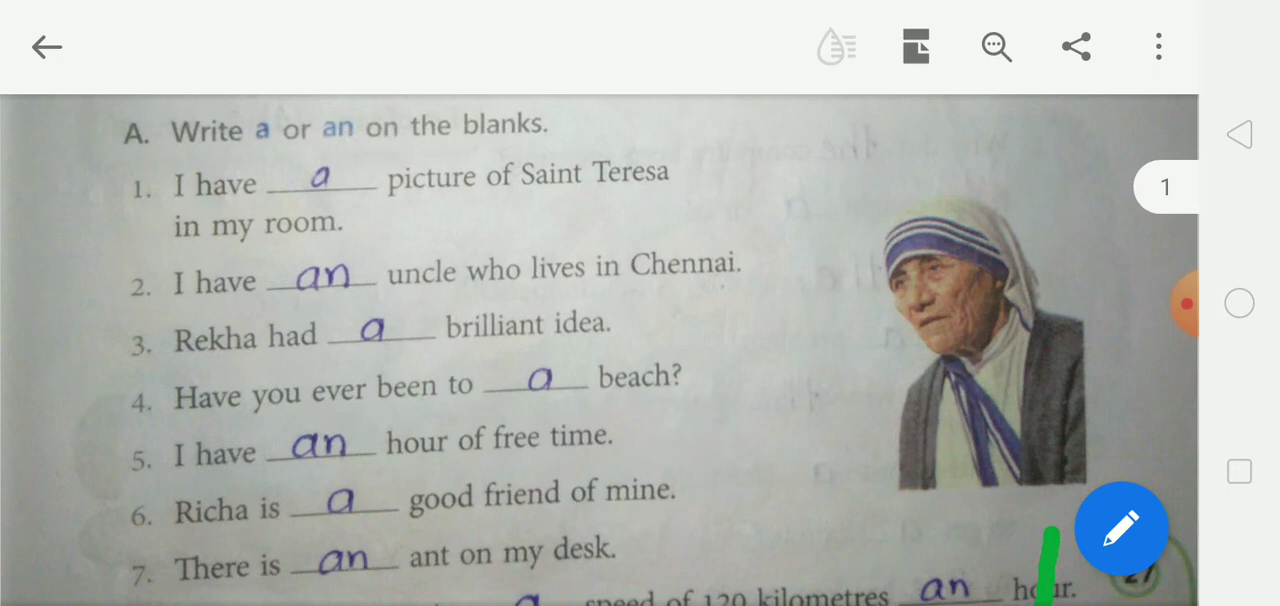 1
A. Write a or an on the blanks.
1. I have a picture of Saint Teresa
in my room.
2. I have an uncle who lives in Chennai.
3. Rekha had a brilliant idea.
4. Have you ever been to a beach?
5. I have an hour of free time.
6. Richa is a good friend of mine.
7. There is an ant on my desk.
a speed of 120 kilometres an hour.
27